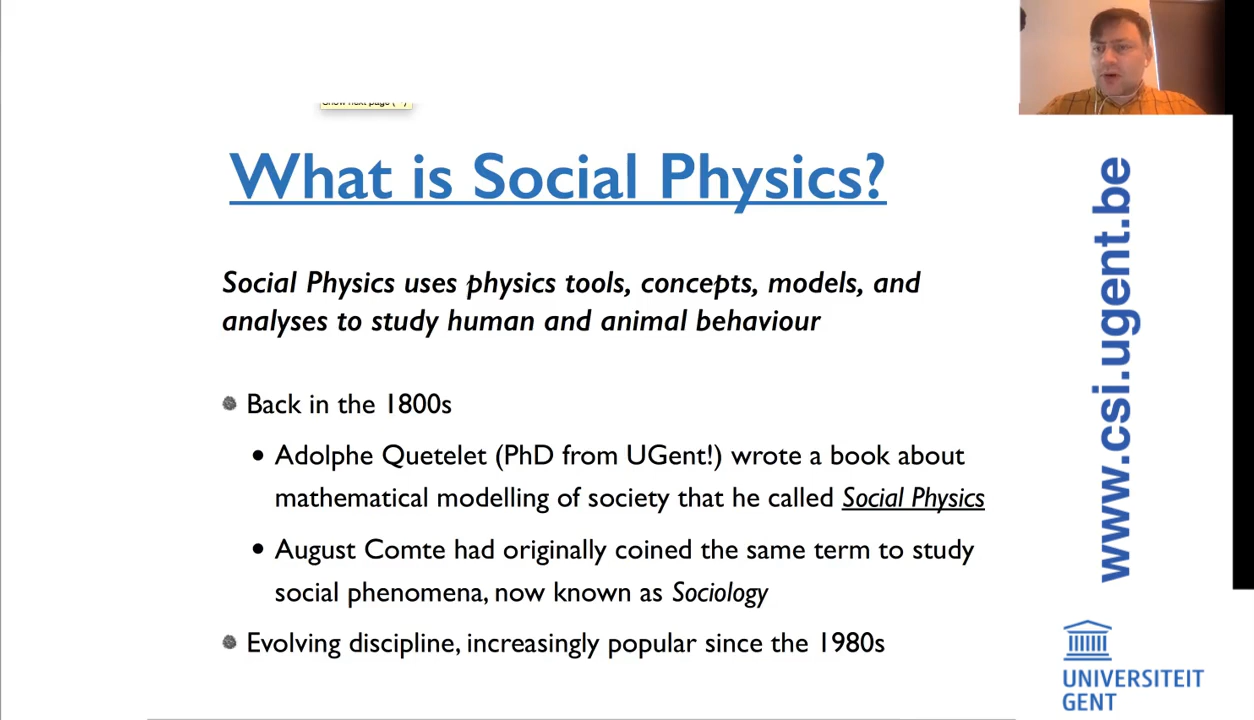 Show next page (
What is Social Physics?
Social Physics uses physics tools, concepts, models, and
analyses to study human and animal behaviour
Back in the 1800s
Adolphe Quetelet (PhD from UGent!) wrote a book about
mathematical modelling of society that he called Social Physics
August Comte had originally coined the same term to study
social phenomena, now known as Sociology
Evolving discipline, increasingly popular since the 1980s
www.csi.ugent.be
UNIVERSITEIT
GENT